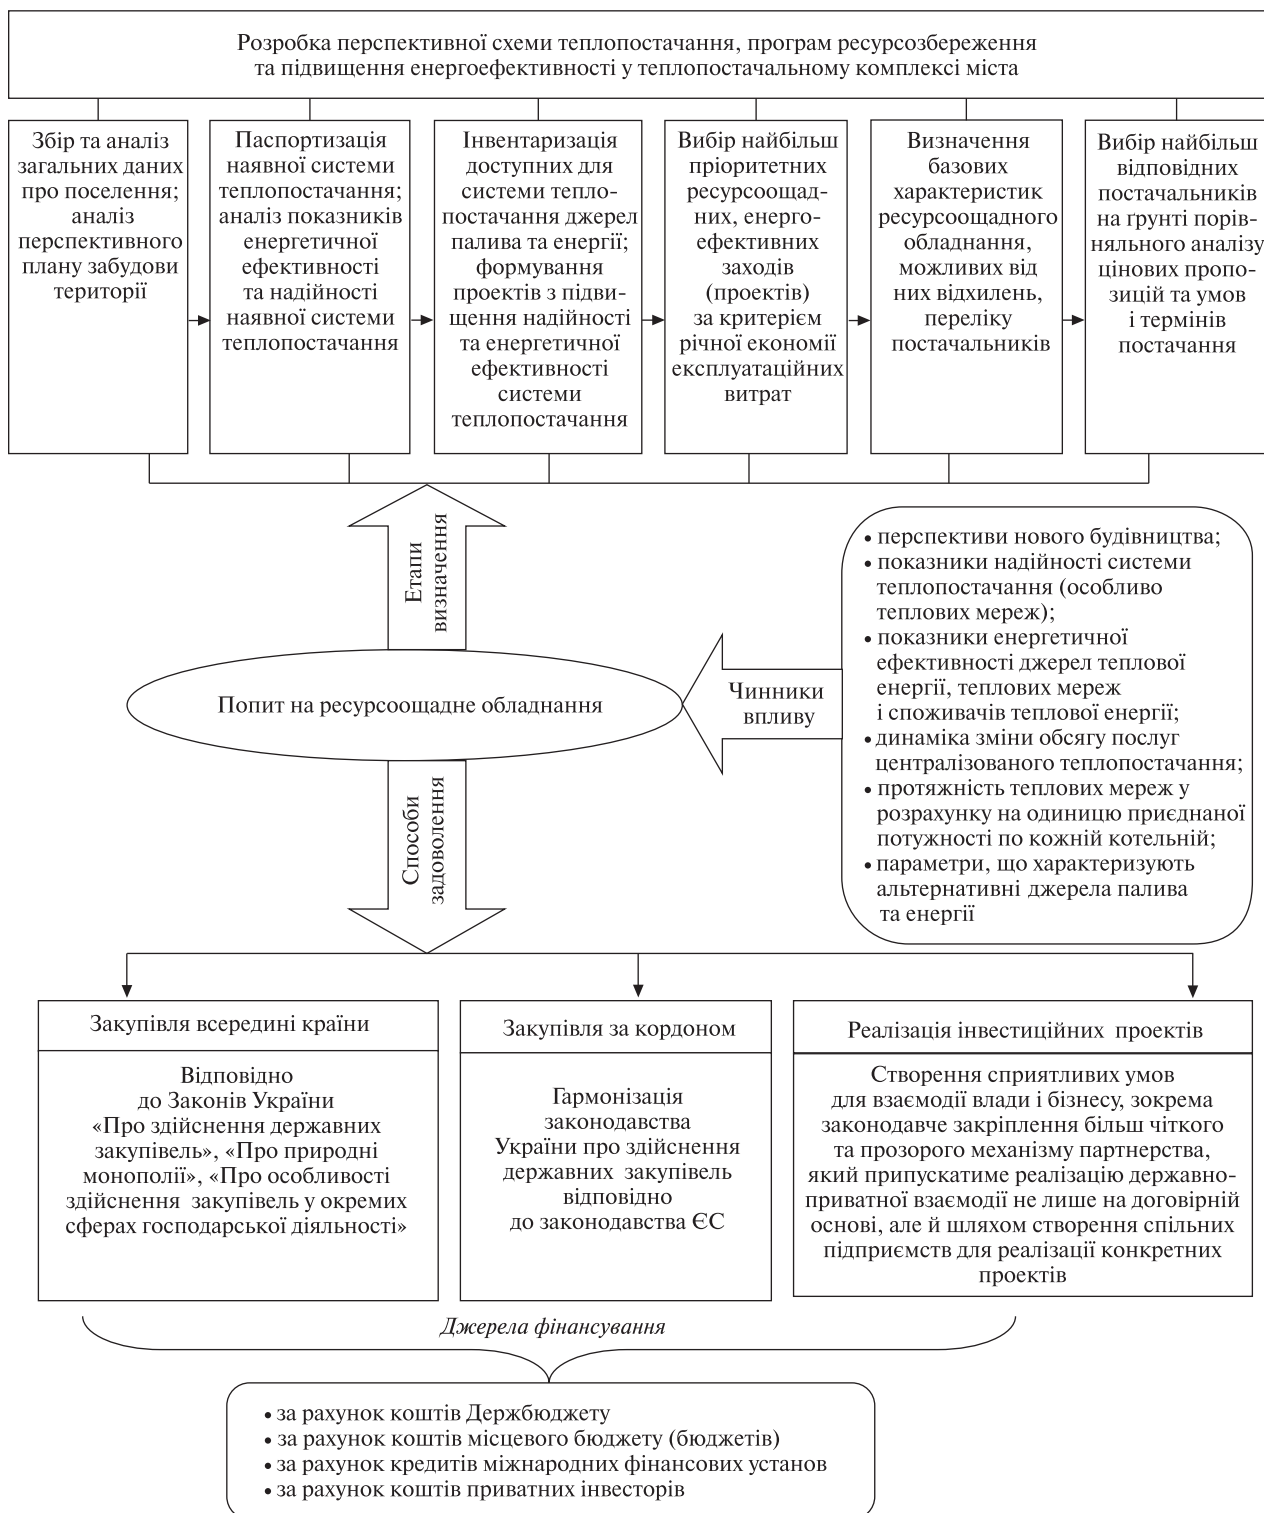 Розробка перспективної схеми теплопостачання, програм ресурсозбереження
та підвищення енергоефективності у теплопостачальному комплексі міста
Збір та аналіз
загальних даних
про поселення;
аналіз
перспективного
плану забудови
території
Паспортизація
наявної системи
теплопостачання;
аналіз показників
енергетичної
ефективності
та надійності
наявної системи
теплопостачання
Інвентаризація
доступних для
системи тепло-
постачання джерел
палива та енергії;
формування
проектів з підви-
щення надійності
та енергетичної
ефективності
системи
теплопостачання
Вибір найбільш
пріоритетних
ресурсоощад-
них, енерго-
ефективних
заходів
(проектів)
за критерієм
річної економії
експлуатаційних
витрат
Визначення
базових
характеристик
ресурсоощадного
обладнання,
можливих від
них відхилень,
переліку
постачальників
Вибір найбільш
відповідних
постачальників
на ґрунті порів-
няльного аналізу
цінових пропо-
зицій та умов
і термінів
постачання
Етапи
визначення
• перспективи нового будівництва;
• показники надійності системи
теплопостачання (особливо
теплових мереж);
• показники енергетичної
ефективності джерел теплової
енергії, теплових мереж
і споживачів теплової енергії;
• динаміка зміни обсягу послуг
централізованого теплопостачання;
• протяжність теплових мереж у
розрахунку на одиницю приєднаної
потужності по кожній котельній;
• параметри, що характеризують
альтернативні джерела палива
та енергії
Чинники
впливу
Попит на ресурсоощадне обладнання
Способи
задоволення
Закупівля всередині країни
Відповідно
до Законів України
«Про здійснення державних
закупівель», «Про природні
монополії», «Про особливості
здійснення закупівель у окремих
сферах господарської діяльності»
Закупівля за кордоном
Гармонізація
законодавства
України про здійснення
державних закупівель
відповідно
до законодавства ЄС
Реалізація інвестиційних проектів
Створення сприятливих умов
для взаємодії влади і бізнесу, зокрема
законодавче закріплення більш чіткого
та прозорого механізму партнерства,
який припускатиме реалізацію державно-
приватної взаємодії не лише на договірній
основі, але й шляхом створення спільних
підприємств для реалізації конкретних
проектів
Джерела фінансування
• за рахунок коштів Держбюджету
• за рахунок коштів місцевого бюджету (бюджетів)
• за рахунок кредитів міжнародних фінансових установ
• за рахунок коштів приватних інвесторів